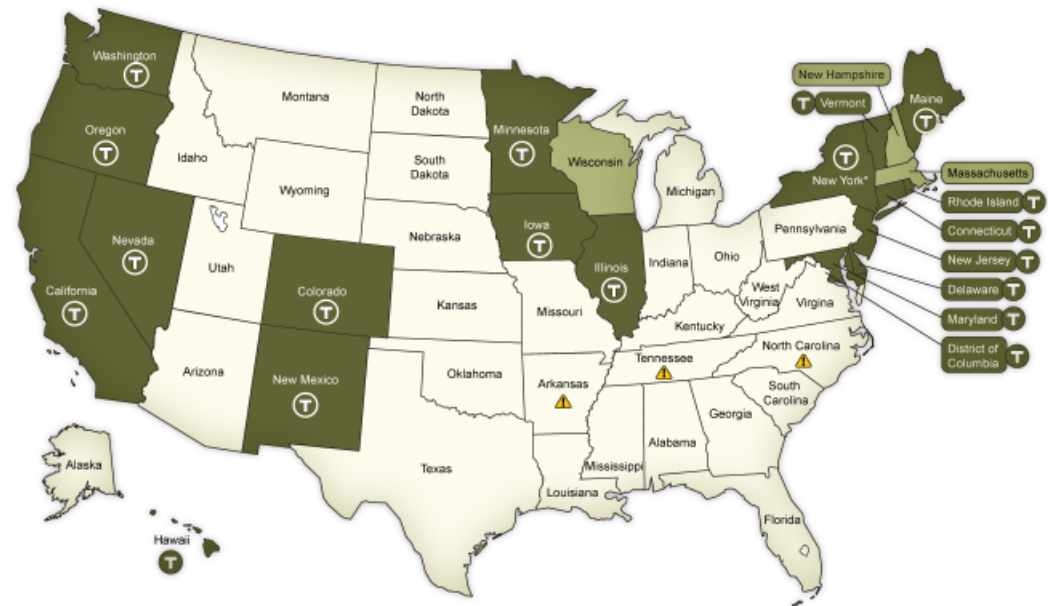 Washington
T
Oregon
T
California
T
Nevada
T
Idaho
Montana
Wyoming
Utah
Arizona
Colorado
T
New Mexico
T
North
Dakota
South
Dakota
Nebraska
Kansas
Oklahoma
Texas
Minnesota
T
Iowa
T
Missouri
Arkansas
!
Louisiana
Wisconsin
Illinois
T
Michigan
Indiana
Ohio
Kentucky
Tennessee
!
Mississippi
Alabama
Georgia
Florida
South
Carolina
North Carolina
!
Virgina
West
Virginia
Pennsylvania
T
New York*
Maine
T
New Hampshire
T Vermont
Massachusetts
Rhode Island T
Connecticut T
New Jersey T
Delaware T
Maryland T
District of
Columbia T
Alaska
Hawaii
T